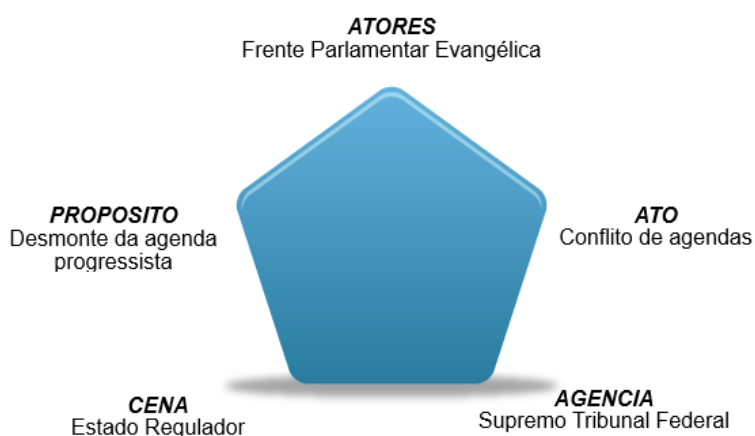 ATORES
Frente Parlamentar Evangélica
PROPOSITO
Desmonte da agenda
progressista
ATO
Conflito de agendas
CENA
Estado Regulador
AGENCIA
Supremo Tribunal Federal